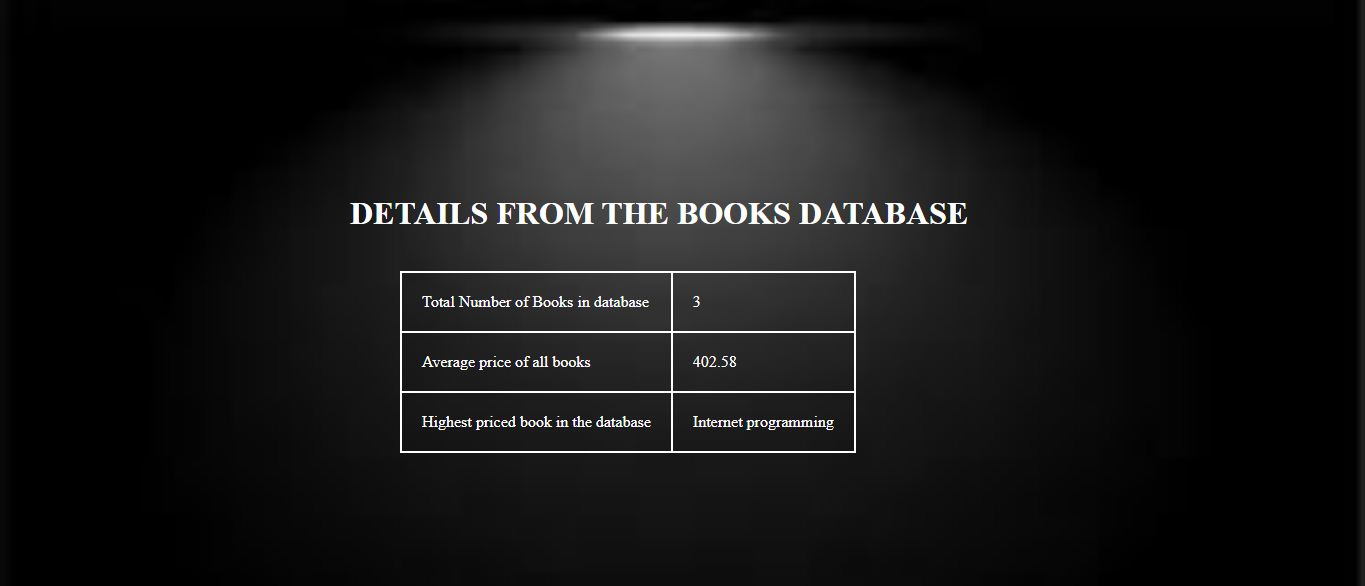 DETAILS FROM THE BOOKS DATABASE
Total Number of Books in database 3
Average price of all books 402.58
Highest priced book in the database Internet programming